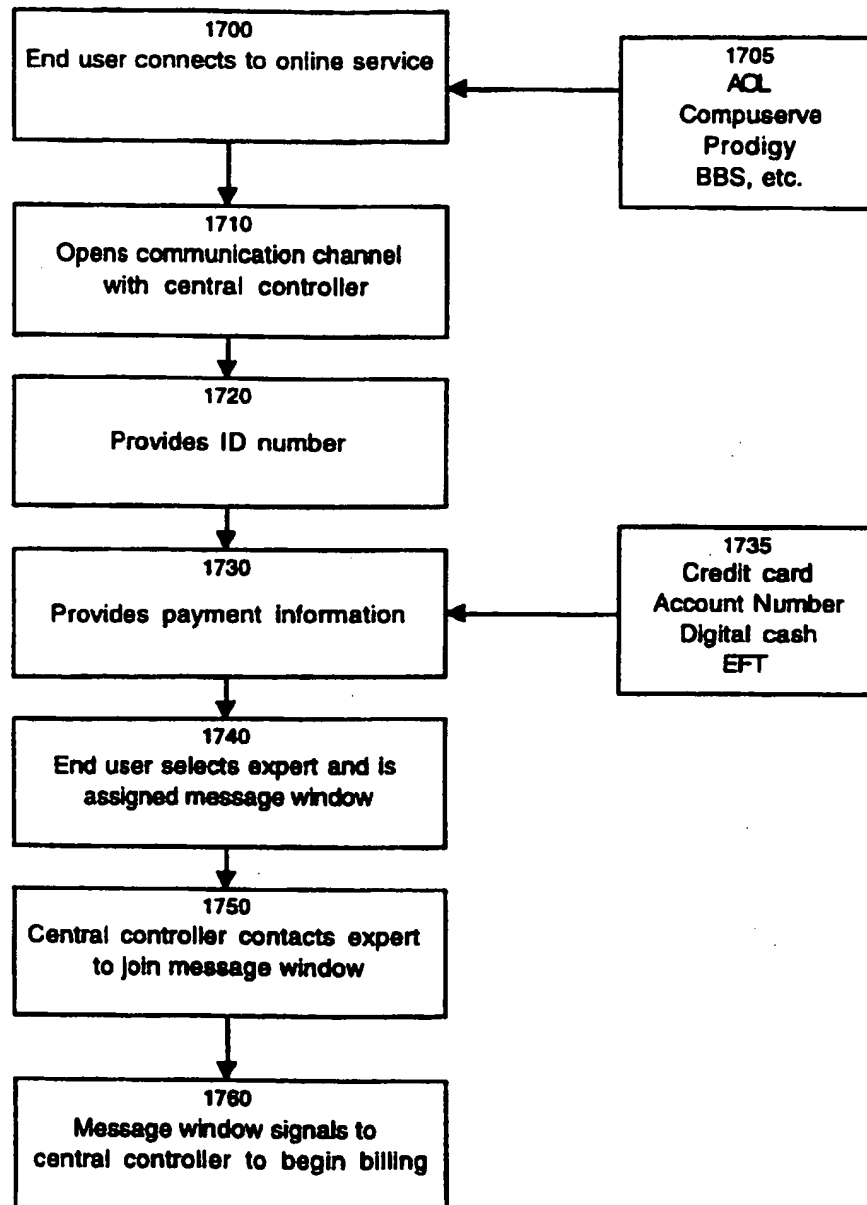 1700
End user connects to online service
1705
AOL
Compuserve
Prodigy
BBS, etc.
1710
Opens communication channel
with central controller
1720
Provides ID number
1730
Provides payment information
1735
Credit card
Account Number
Digital cash
EFT
1740
End user selects expert and is
assigned message window
1750
Central controller contacts expert
to join message window
1760
Message window signals to
central controller to begin billing